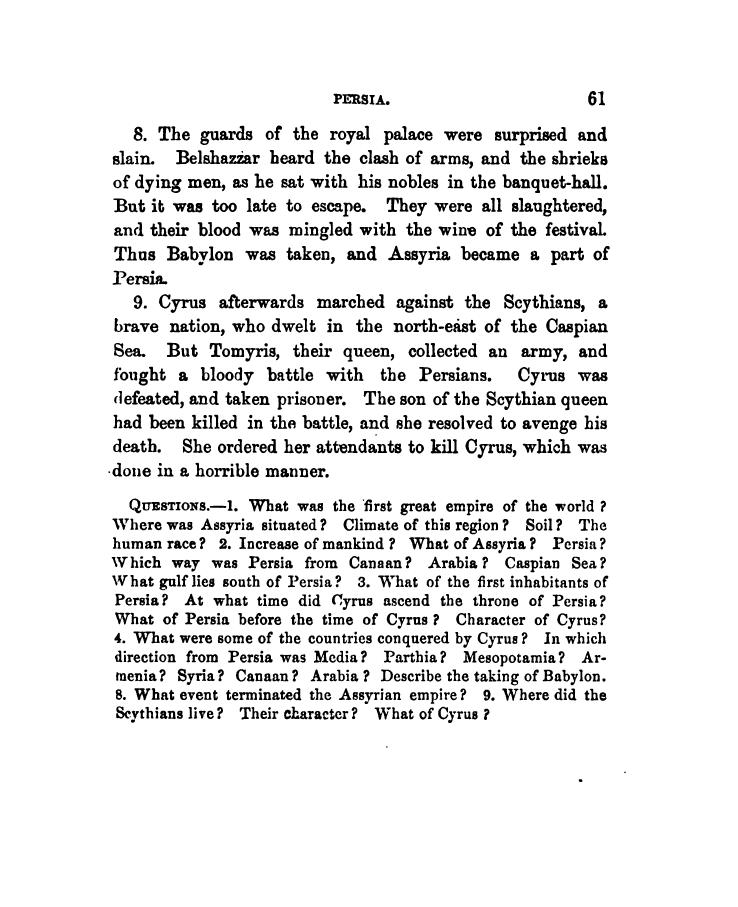 PERSIA. 61
8. The guards of the royal palace were surprised and
slain. Belshazzar heard the clash of arms, and the shrieks
of dying men, as he sat with his nobles in the banquet-hall.
But it was too late to escape. They were all slaughtered,
and their blood was mingled with the wine of the festival.
Thus Babylon was taken, and Assyria became a part of
Persia.
9. Cyrus afterwards marched against the Scythians, a
brave nation, who dwelt in the north-east of the Caspian
Sea. But Tomyris, their queen, collected an army, and
fought a bloody battle with the Persians. Cyrus was
defeated, and taken prisoner. The son of the Scythian queen
had been killed in the battle, and she resolved to avenge his
death. She ordered her attendants to kill Cyrus, which was
done in a horrible manner.
QUESTIONS.—1. What was the first great empire of the world?
Where was Assyria situated? Climate of this region? Soil? The
human race? 2. Increase of mankind? What of Assyria? Persia?
Which way was Persia from Canaan? Arabia? Caspian Sea?
What gulf lies south of Persia? 3. What of the first inhabitants of
Persia? At what time did Cyrus ascend the throne of Persia?
What of Persia before the time of Cyrus? Character of Cyrus?
4. What were some of the countries conquered by Cyrus? In which
direction from Persia was Media? Parthia? Mesopotamia? Ar-
menia? Syria? Canaan? Arabia? Describe the taking of Babylon.
8. What event terminated the Assyrian empire? 9. Where did the
Scythians live? Their character? What of Cyrus?